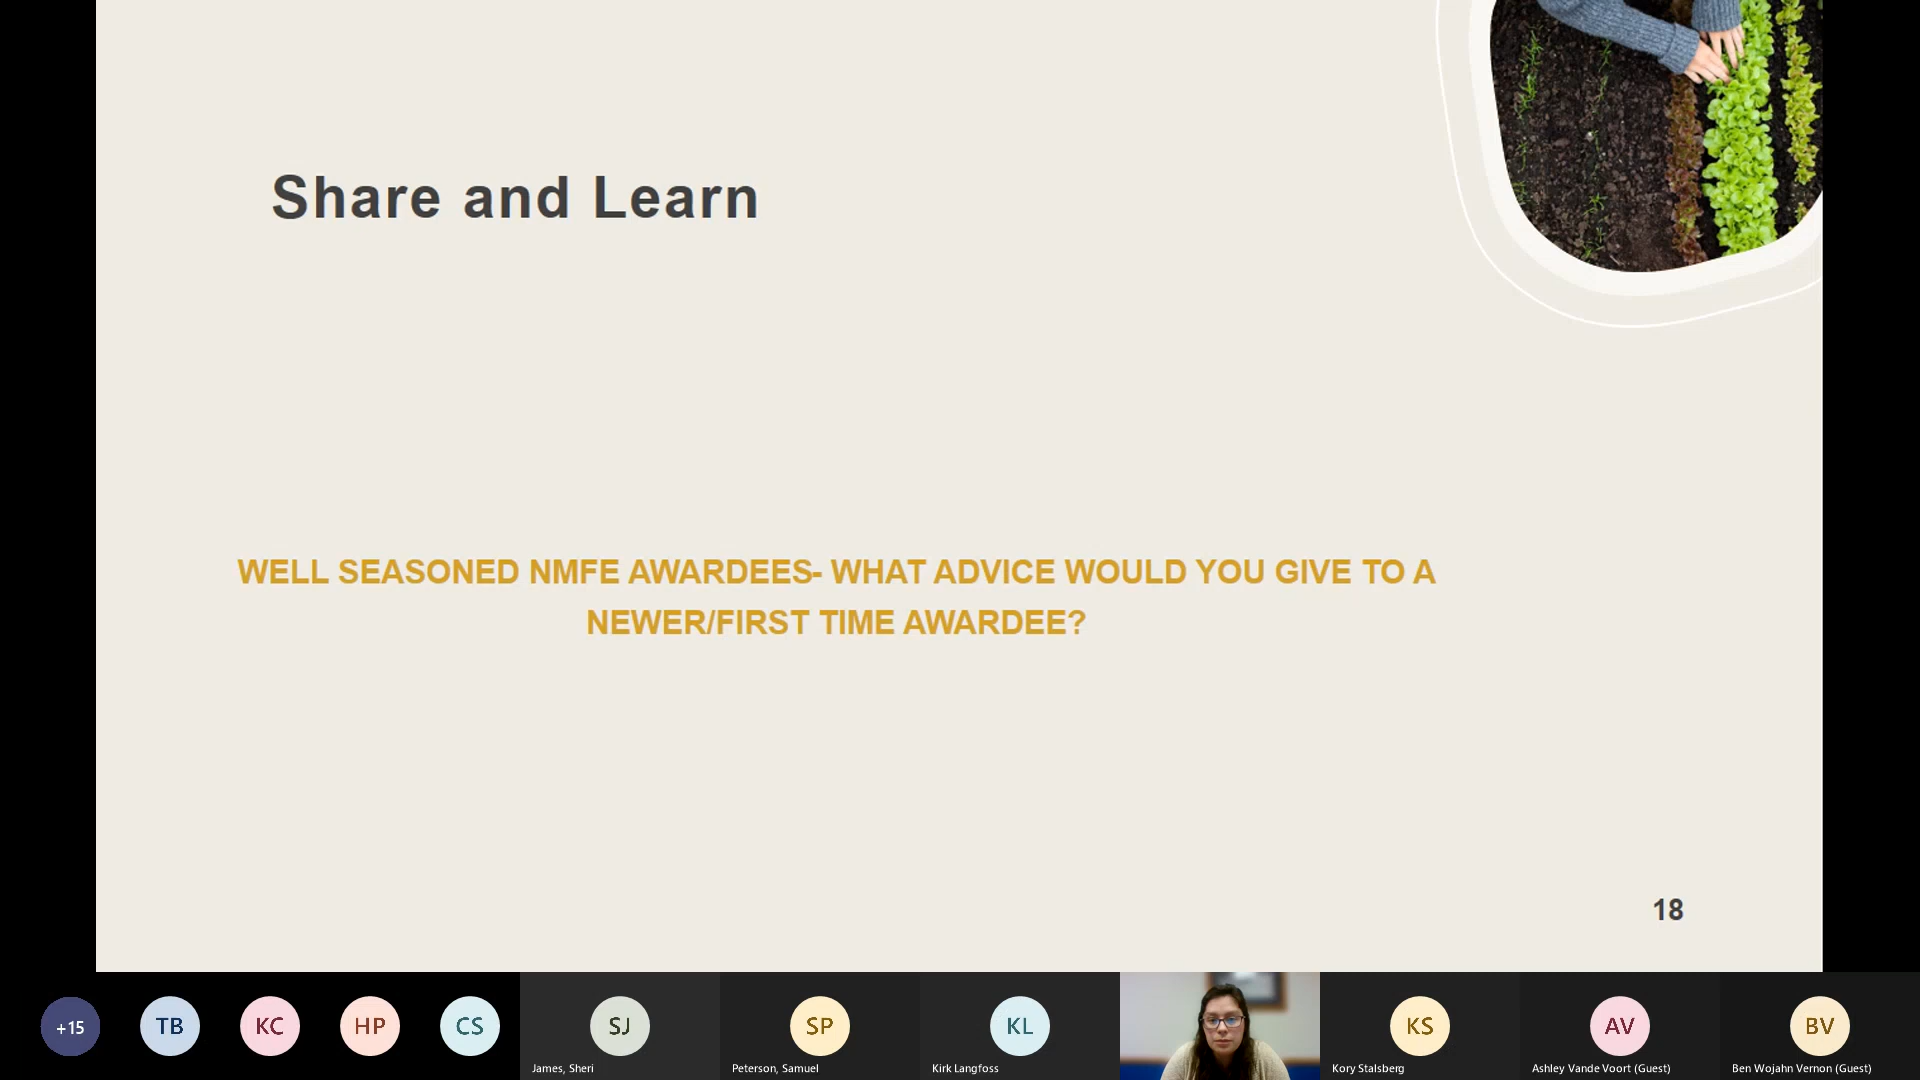 Share and Learn
WELL SEASONED NMFE AWARDEES- WHAT ADVICE WOULD YOU GIVE TO A
NEWER/FIRST TIME AWARDEE?
18
+15
TB
KC
HP
CS
SJ
James, Sheri
SP
Peterson, Samuel
KL
Kirk Langfoss
KS
Kory Stalsberg
AV
Ashley Vande Voort (Guest)
BV
Ben Wojahn Vernon (Guest)